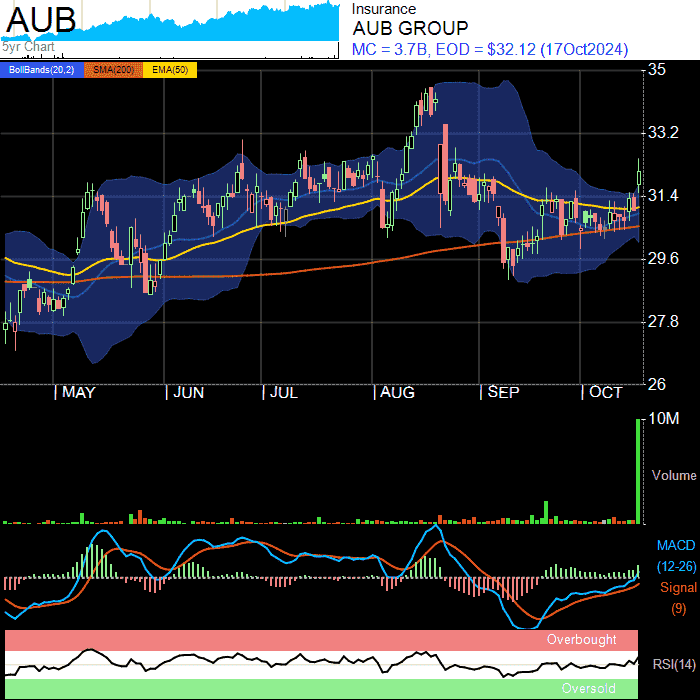 AUB
5yr Chart
Insurance
AUB GROUP
MC = 3.7B, EOD = $32.12 (17Oct2024)
BollBands(20,2) SMA(200) EMA(50)
35
33.2
31.4
29.6
27.8
26
MAY JUN JUL AUG SEP OCT
10M
Volume
MACD
(12-26)
Signal
(9)
Overbought
RSI(14)
Oversold